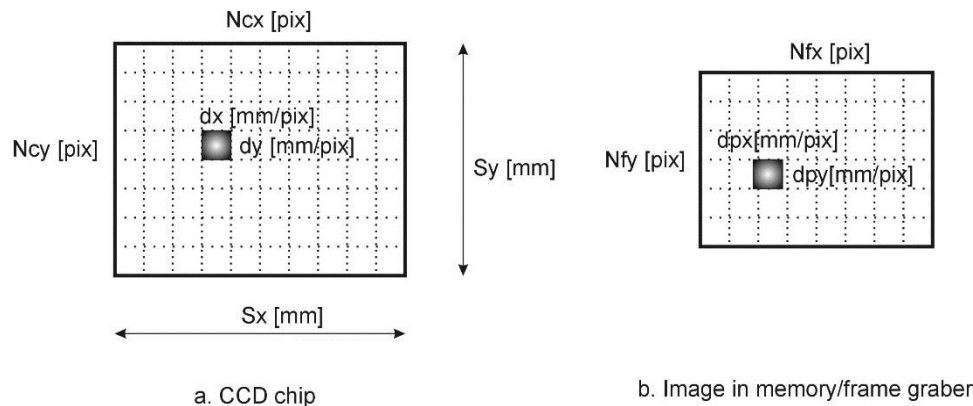 Ncx [pix]
dx [mm/pix]
dy [mm/pix]
Ncy [pix]
Sy [mm]
Sx [mm]
a. CCD chip
Nfx [pix]
dpx[mm/pix]
Nfy [pix]
dpy[mm/pix]
b. Image in memory/frame graber